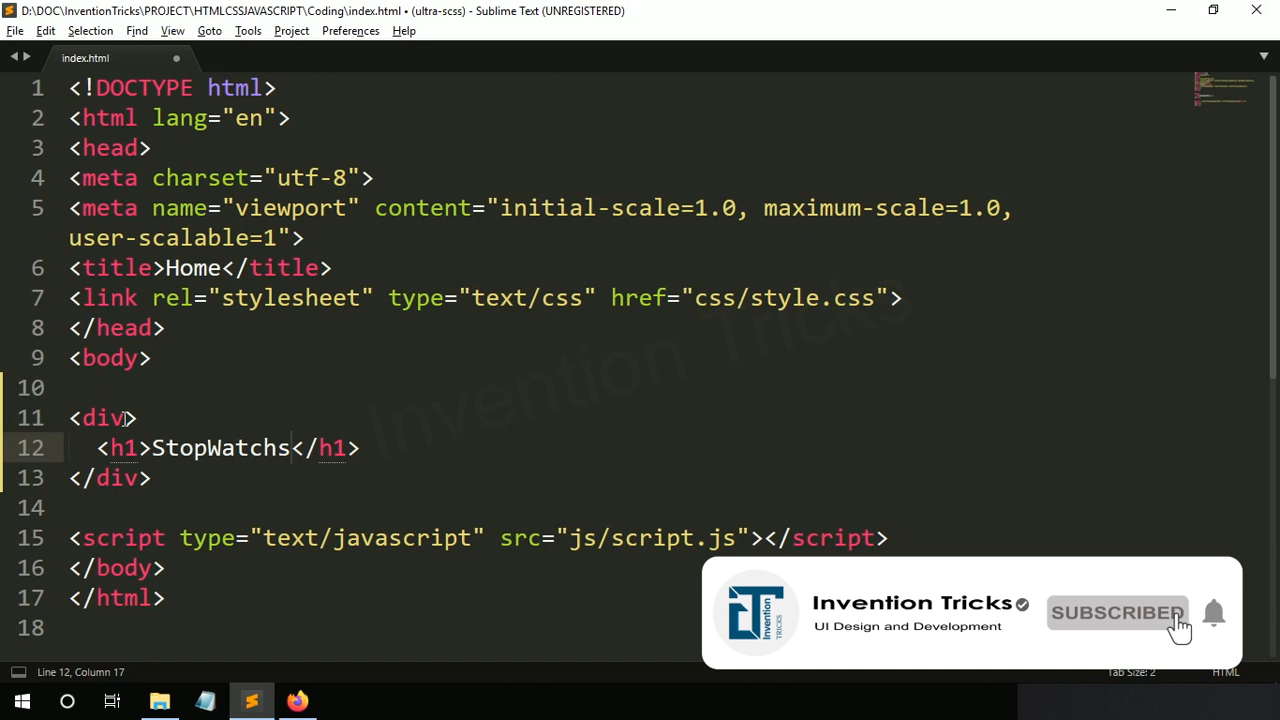 D:\DOC\InventionTricks\PROJECT\HTMLCSSJAVASCRIPT\Coding\index.html • (ultra-scss) - Sublime Text (UNREGISTERED)
File Edit Selection Find View Goto Tools Project Preferences Help
index.html
1 <!DOCTYPE html>
2 <html lang="en">
3 <head>
4 <meta charset="utf-8">
5 <meta name="viewport" content="initial-scale=1.0, maximum-scale=1.0,
user-scalable=1">
6 <title>Home</title>
7 <link rel="stylesheet" type="text/css" href="css/style.css">
8 </head>
9 <body>
10
11 <div>
12 <h1>StopWatchs</h1>
13 </div>
14
15 <script type="text/javascript" src="js/script.js"></script>
16 </body>
17 </html>
18
Invention Tricks
Invention Tricks
UI Design and Development
SUBSCRIBED
Invention
TRICKS
Line 12, Column 17
Tab Size: 2
HTML